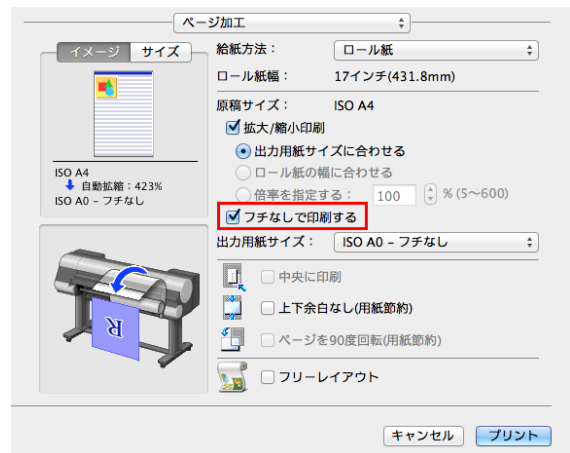 ページ加工
イメージ サイズ
ISO A4
自動拡縮：423%
ISO A0 – フチなし
給紙方法： ロール紙
ロール紙幅： 17インチ(431.8mm)
原稿サイズ： ISO A4
拡大/縮小印刷
出力用紙サイズに合わせる
ロール紙の幅に合わせる
倍率を指定する： 100 % (5〜600)
フチなしで印刷する
出力用紙サイズ： ISO A0 – フチなし
中央に印刷
上下余白なし(用紙節約)
ページを90度回転(用紙節約)
フリーレイアウト
R
キャンセル プリント